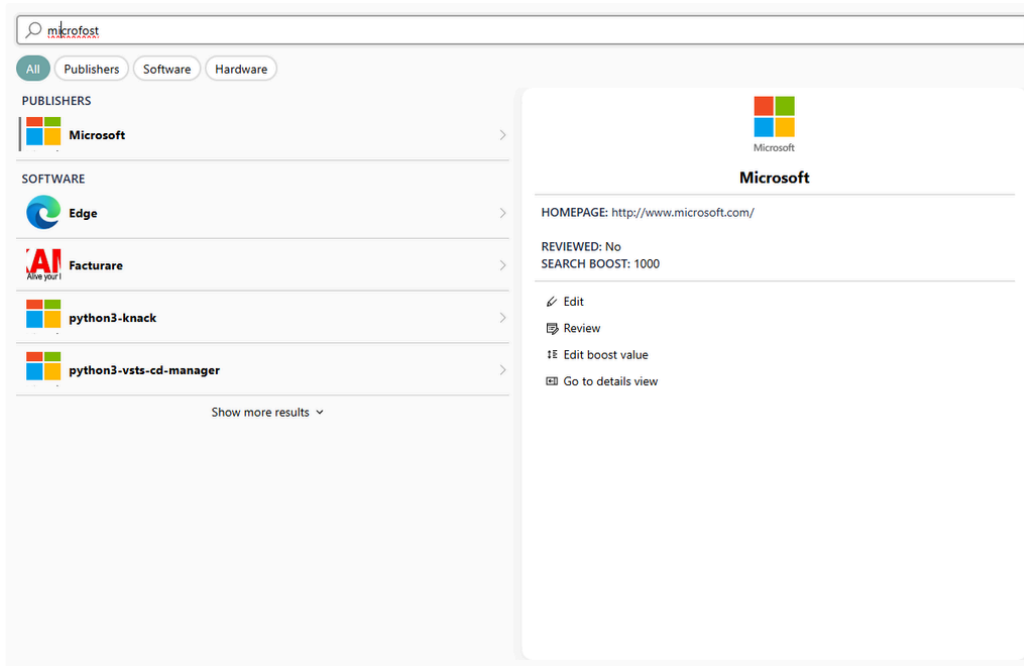 microfost
All
Publishers
Software
Hardware
PUBLISHERS
Microsoft
SOFTWARE
Edge
Facturare
Alive your
python3-knack
python3-vsts-cd-manager
Show more results
Microsoft
Microsoft
HOMEPAGE: http://www.microsoft.com/
REVIEWED: No
SEARCH BOOST: 1000
Edit
Review
Edit boost value
Go to details view